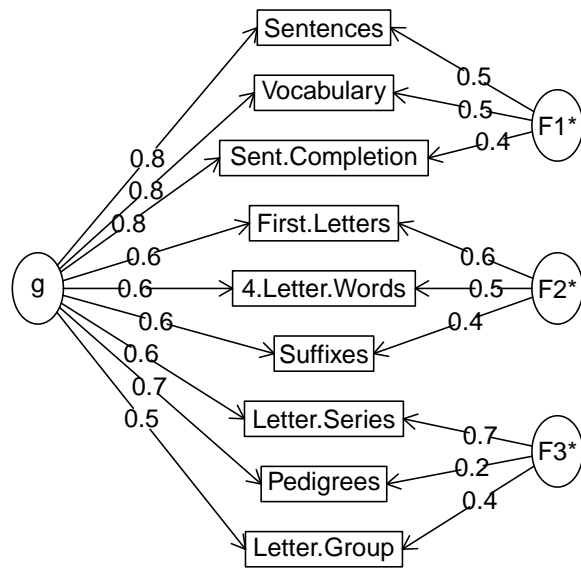 Sentences
0.5
Vocabulary
0.5
F1*
0.4
Sent.Completion
0.8
0.8
0.8
First.Letters
0.6
0.6
g
0.6
4.Letter.Words
0.5
F2*
0.6
0.4
Suffixes
0.6
0.7
Letter.Series
0.7
F3*
0.5
0.2
Pedigrees
0.4
Letter.Group